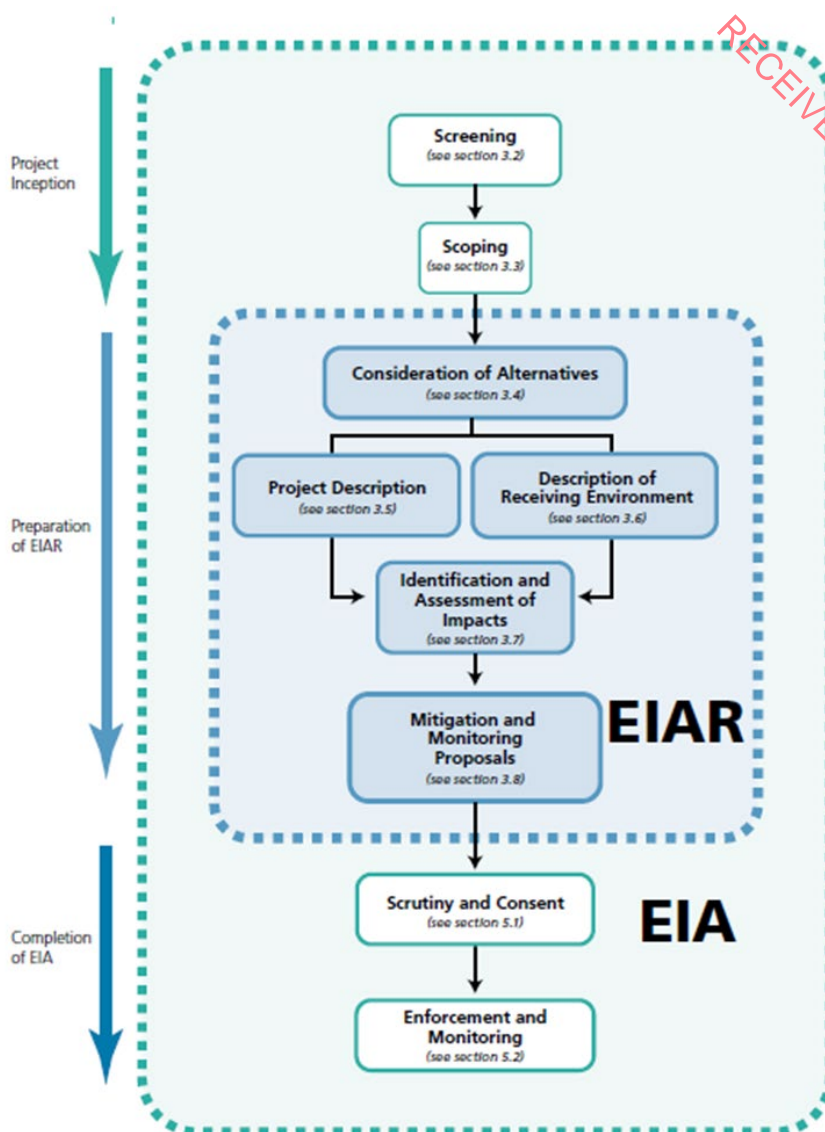 RECEIVE
Project
Inception
Screening
(see section 3.2)
Scoping
(see section 3.3)
Consideration of Alternatives
(see section 3.4)
Preparation
of EIAR
Project Description
(see section 3.5)
Description of
Receiving Environment
(see section 3.6)
Identification and
Assessment of
Impacts
(see section 3.7)
Mitigation and
Monitoring
Proposals
(see section 3.8)
EIAR
Completion
of EIA
Scrutiny and Consent
(see section 5.1)
EIA
Enforcement and
Monitoring
(see section 5.2)